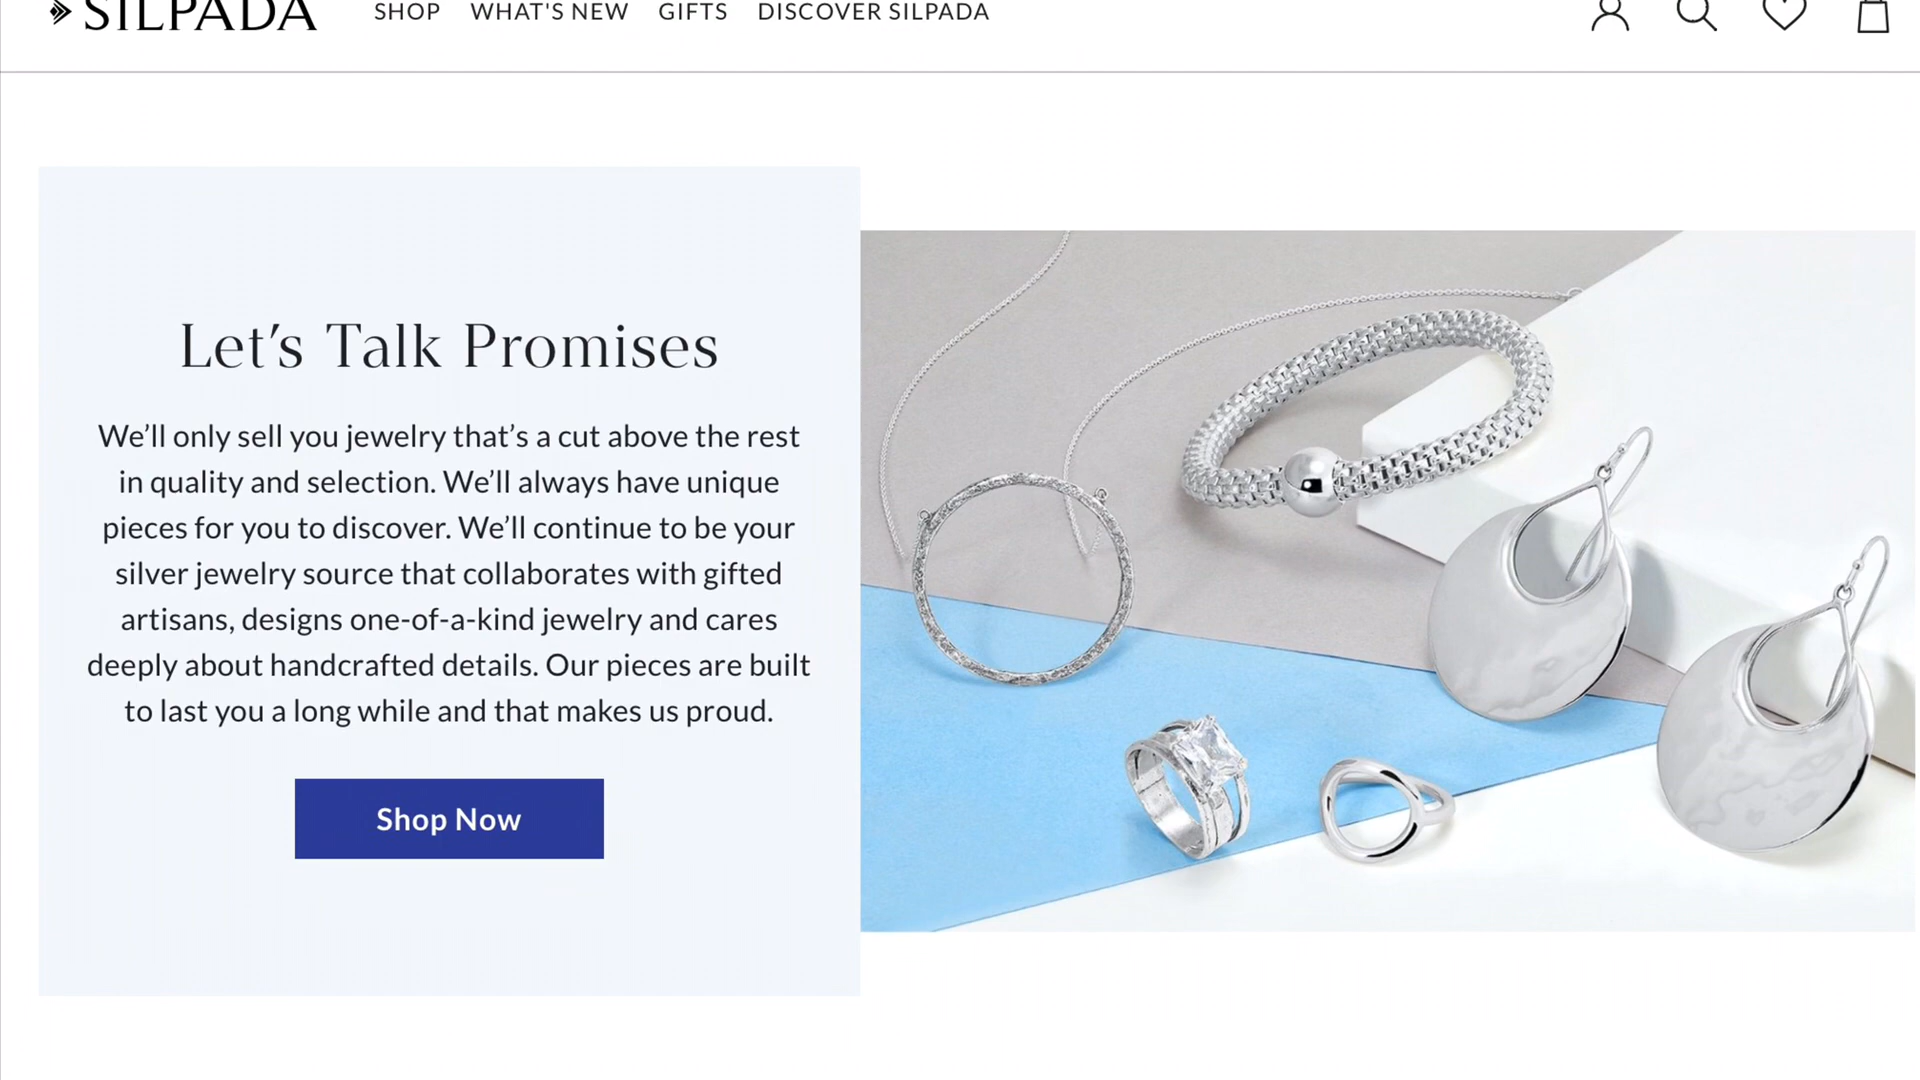 SILPADA
SHOP WHAT'S NEW GIFTS DISCOVER SILPADA
Let's Talk Promises
We'll only sell you jewelry that's a cut above the rest
in quality and selection. We'll always have unique
pieces for you to discover. We'll continue to be your
silver jewelry source that collaborates with gifted
artisans, designs one-of-a-kind jewelry and cares
deeply about handcrafted details. Our pieces are built
to last you a long while and that makes us proud.
Shop Now